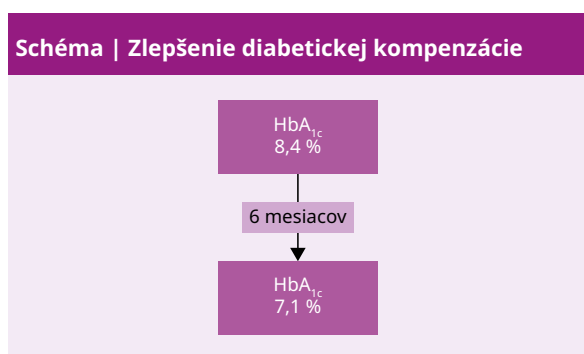 Schéma | Zlepšenie diabetickej kompenzácie
HbA1c
8,4 %
6 mesiacov
HbA1c
7,1 %